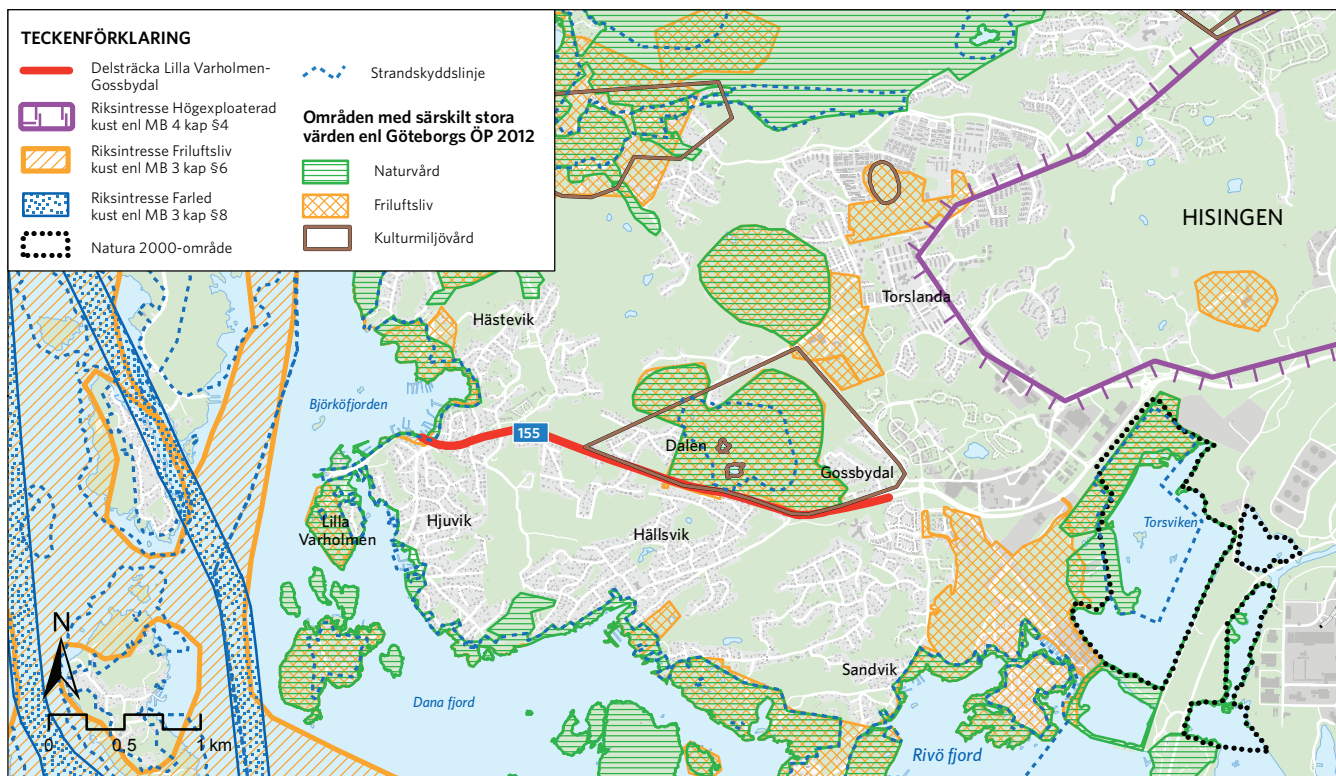 TECKENFÖRKLARING
Delsträcka Lilla Varholmen-
Gossbydal
Riksintresse Högexploaterad
kust enl MB 4 kap §4
Riksintresse Friluftsliv
kust enl MB 3 kap §6
Riksintresse Farled
kust enl MB 3 kap §8
Natura 2000-område
Strandskyddslinje
Områden med särskilt stora
värden enl Göteborgs ÖP 2012
Naturvård
Friluftsliv
Kulturmiljövård
HISINGEN
Torslanda
Hästevik
Björköfjorden
155
Dalen
Gossbydal
Lilla
Varholmen
Hjuvik
Hällsvik
Torsviken
Sandvik
Dana fjord
Rivö fjord
N
0 0,5 1 km